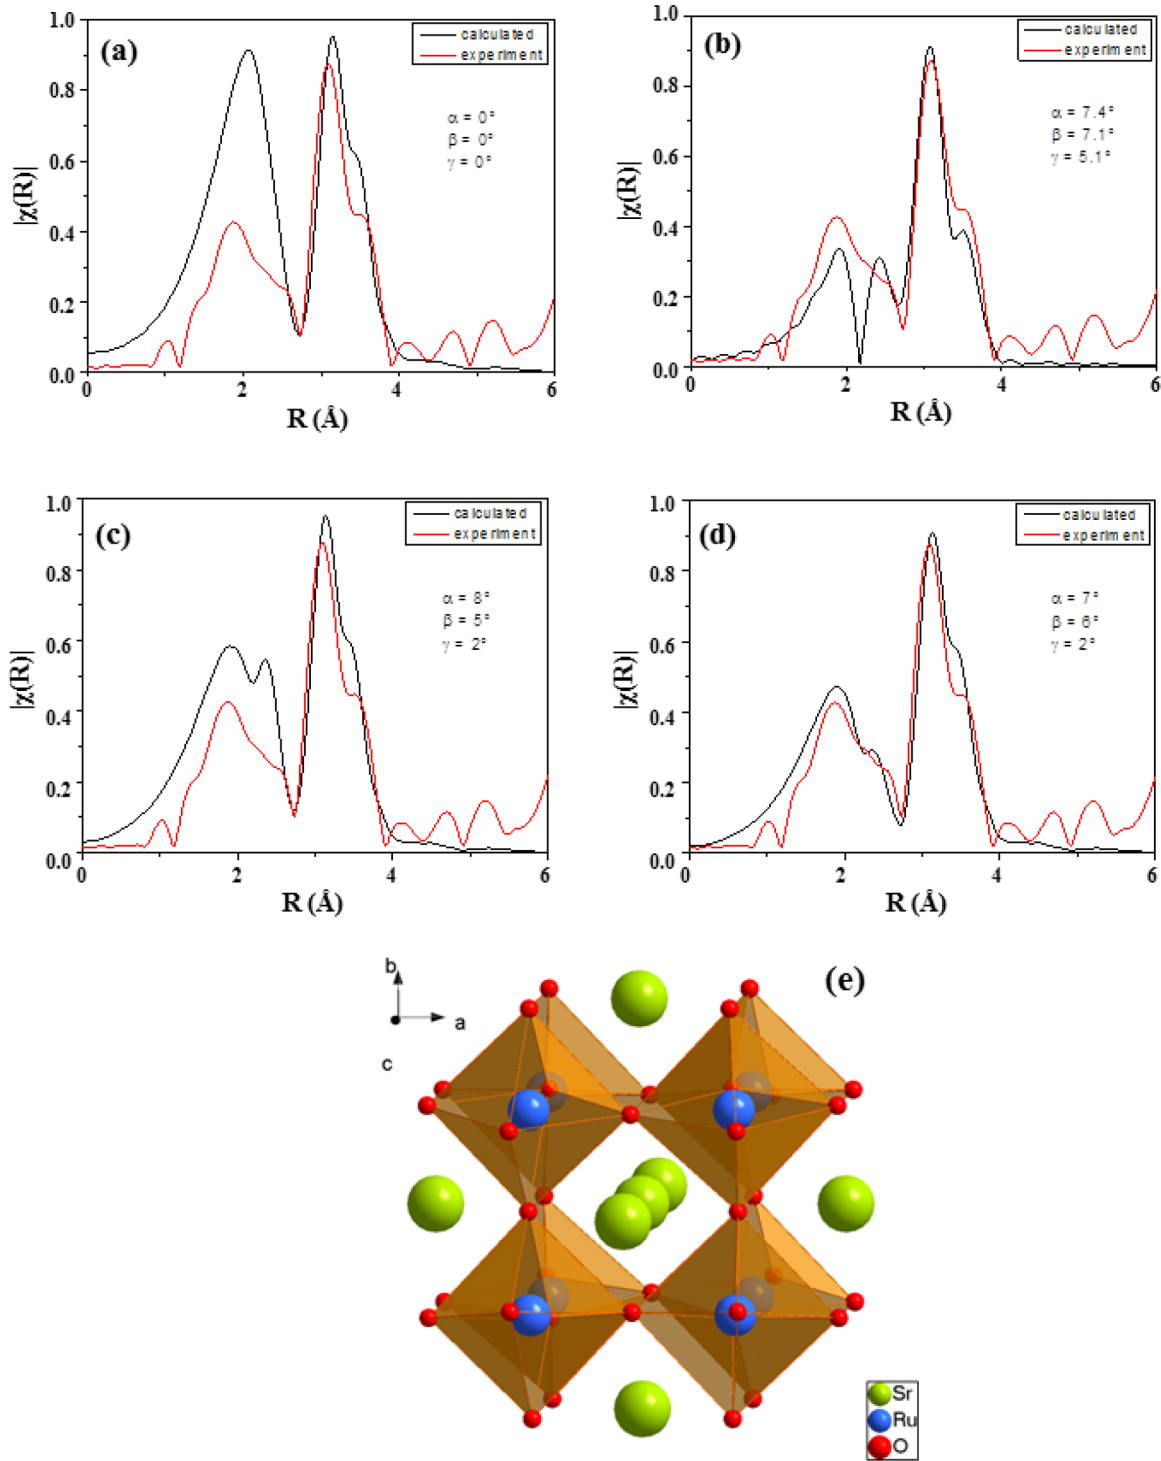 (a)
calculated
experiment
α = 0°
β = 0°
γ = 0°
|χ(R)|
1.0
0.8
0.6
0.4
0.2
0.0
0 2 4 6
R (Å)
(b)
calculated
experiment
α = 7.4°
β = 7.1°
γ = 5.1°
|χ(R)|
1.0
0.8
0.6
0.4
0.2
0.0
0 2 4 6
R (Å)
(c)
calculated
experiment
α = 8°
β = 5°
γ = 2°
|χ(R)|
1.0
0.8
0.6
0.4
0.2
0.0
0 2 4 6
R (Å)
(d)
calculated
experiment
α = 7°
β = 6°
γ = 2°
|χ(R)|
1.0
0.8
0.6
0.4
0.2
0.0
0 2 4 6
R (Å)
(e)
b
a
c
Sr
Ru
O